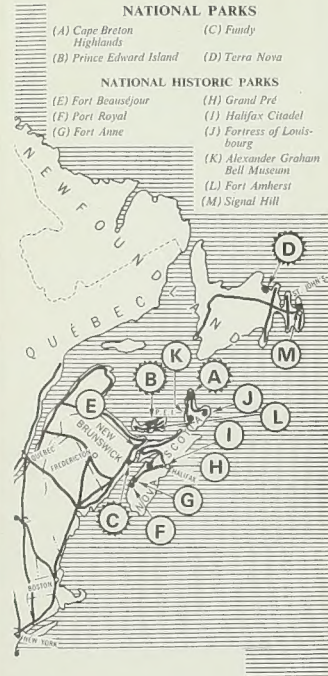 NATIONAL PARKS
(A) Cape Breton Highlands
(B) Prince Edward Island
(C) Fundy
(D) Terra Nova
NATIONAL HISTORIC PARKS
(E) Fort Beauséjour
(F) Port Royal
(G) Fort Anne
(H) Grand Pré
(I) Halifax Citadel
(J) Fortress of Louis-
bourg
(K) Alexander Graham
Bell Museum
(L) Fort Amherst
(M) Signal Hill
NEWFOUNDLAND
QUÉBEC
D
ST. JOHN'S
M
K
A
B
E
J
L
P.E.I.
NEW
BRUNSWICK
NOVA SCOTIA
I
QUEBEC
FREDERICTON
HALIFAX
H
G
C
F
BOSTON
NEW YORK